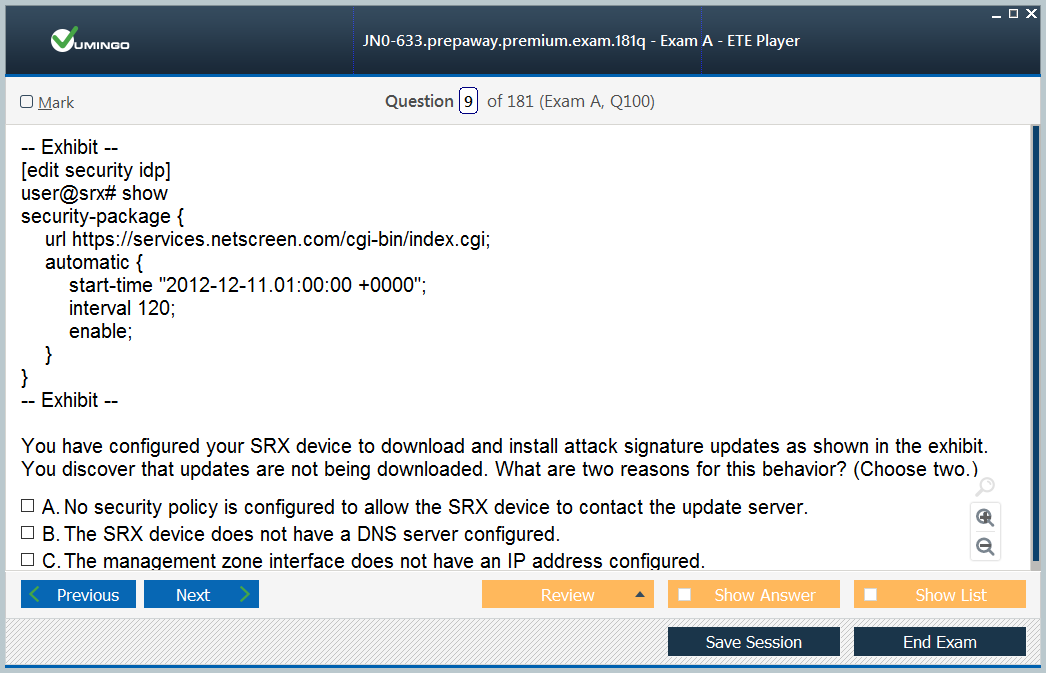 VUMINGO
JN0-633.prepaway.premium.exam.181q - Exam A - ETE Player
Mark
Question 9 of 181 (Exam A, Q100)
-- Exhibit --
[edit security idp]
user@srx# show
security-package {
url https://services.netscreen.com/cgi-bin/index.cgi;
automatic {
start-time "2012-12-11.01:00:00 +0000";
interval 120;
enable;
}
}
-- Exhibit --
You have configured your SRX device to download and install attack signature updates as shown in the exhibit.
You discover that updates are not being downloaded. What are two reasons for this behavior? (Choose two.)
A. No security policy is configured to allow the SRX device to contact the update server.
B. The SRX device does not have a DNS server configured.
C. The management zone interface does not have an IP address configured.
Previous Next Review Show Answer Show List
Save Session End Exam